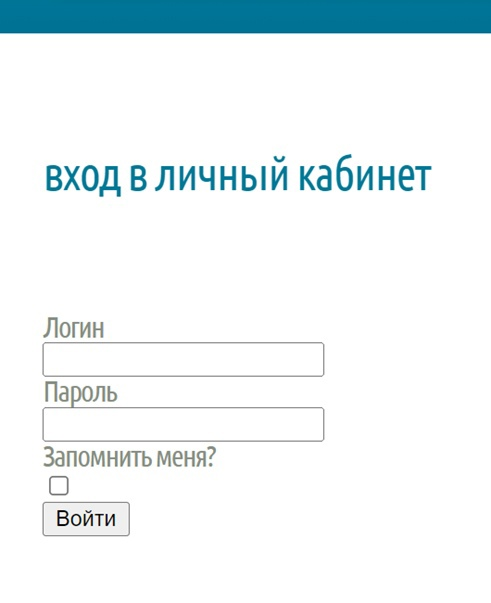 вход в личный кабинет
Логин
Пароль
Запомнить меня?
Войти